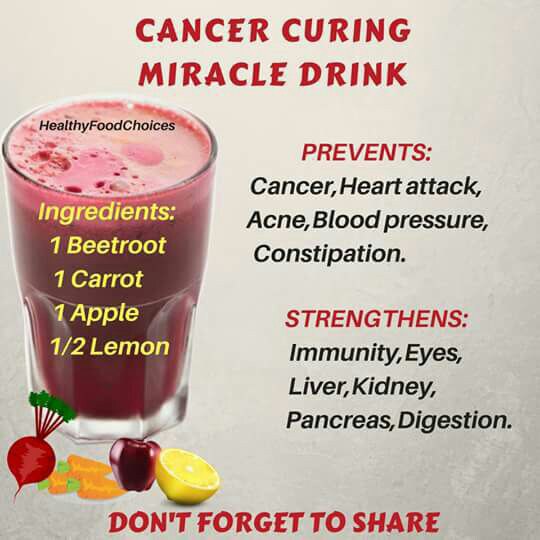 CANCER CURING
MIRACLE DRINK
HealthyFoodChoices
Ingredients:
1 Beetroot
1 Carrot
1 Apple
1/2 Lemon
PREVENTS:
Cancer,Heart attack,
Acne,Blood pressure,
Constipation.
STRENGTHENS:
Immunity,Eyes,
Liver,Kidney,
Pancreas,Digestion.
DON'T FORGET TO SHARE